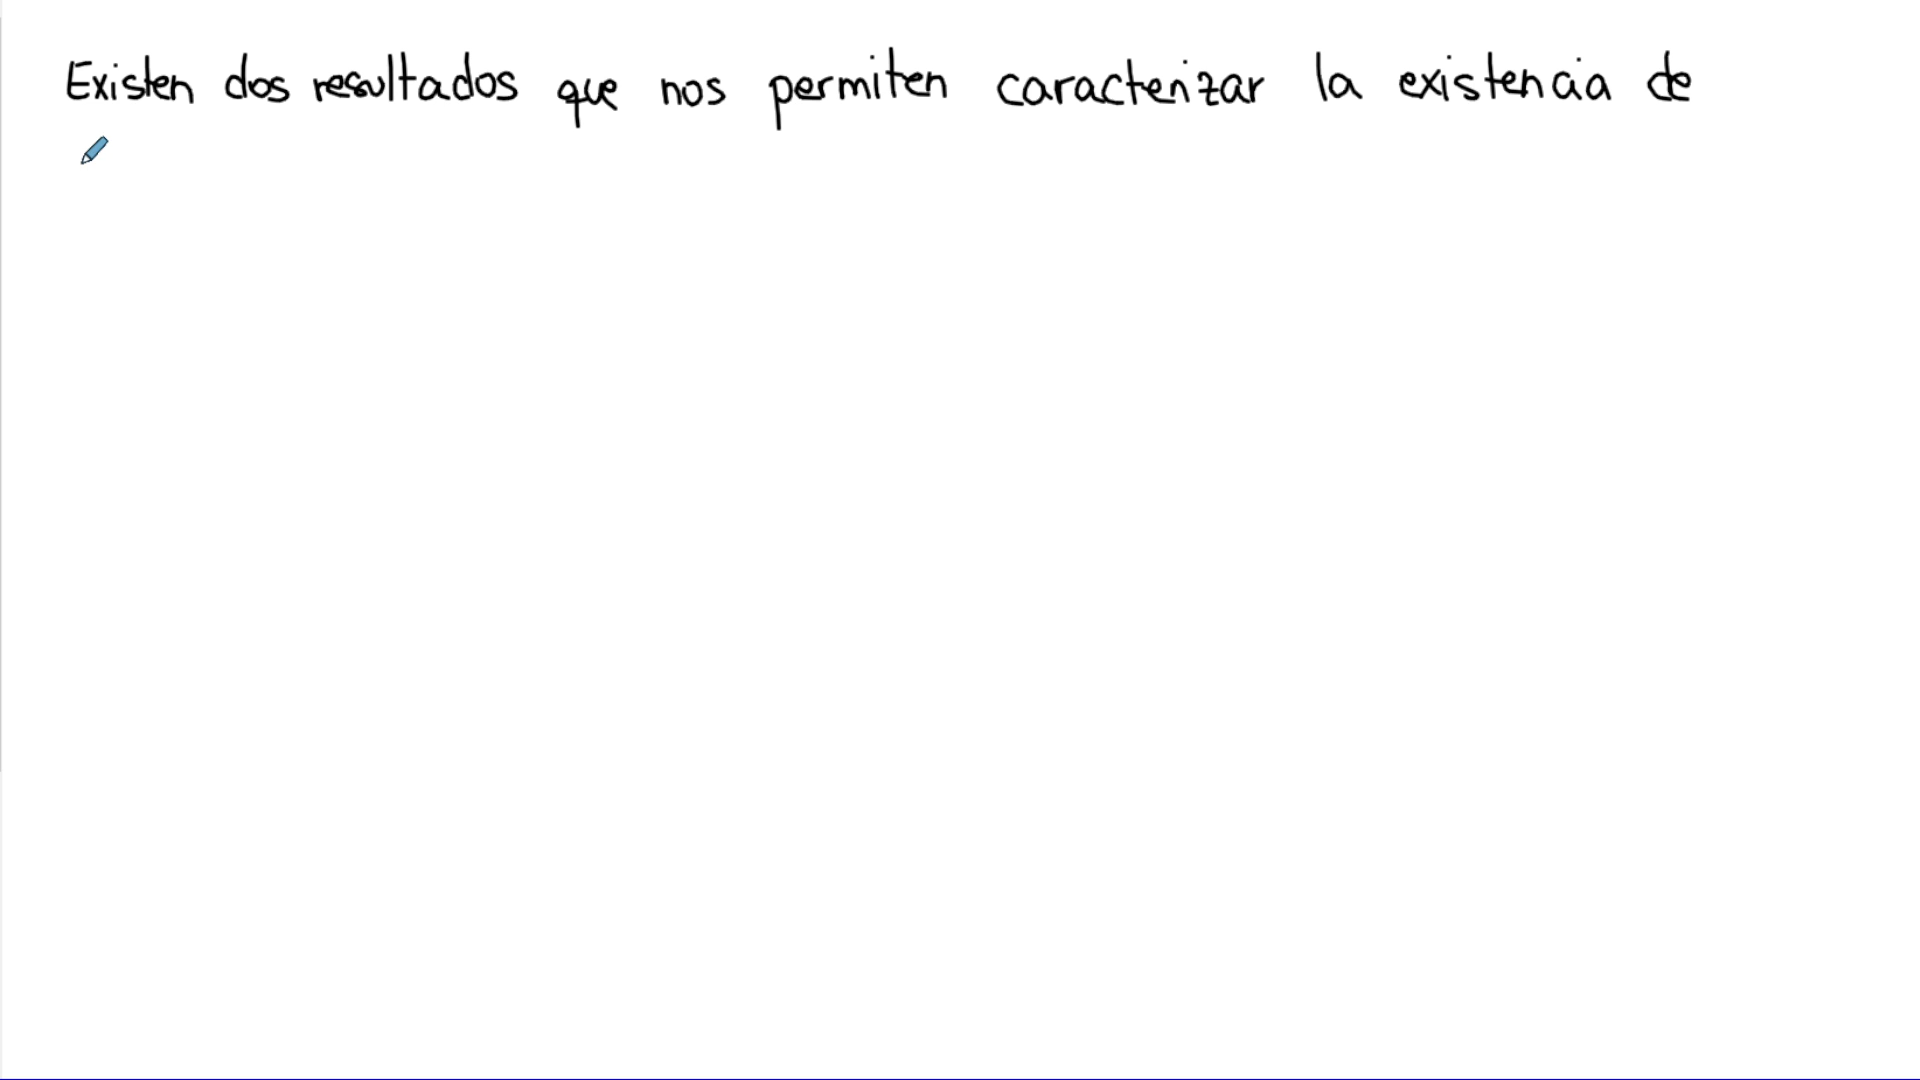 Existen dos resultados que nos permiten caracterizar la existencia de